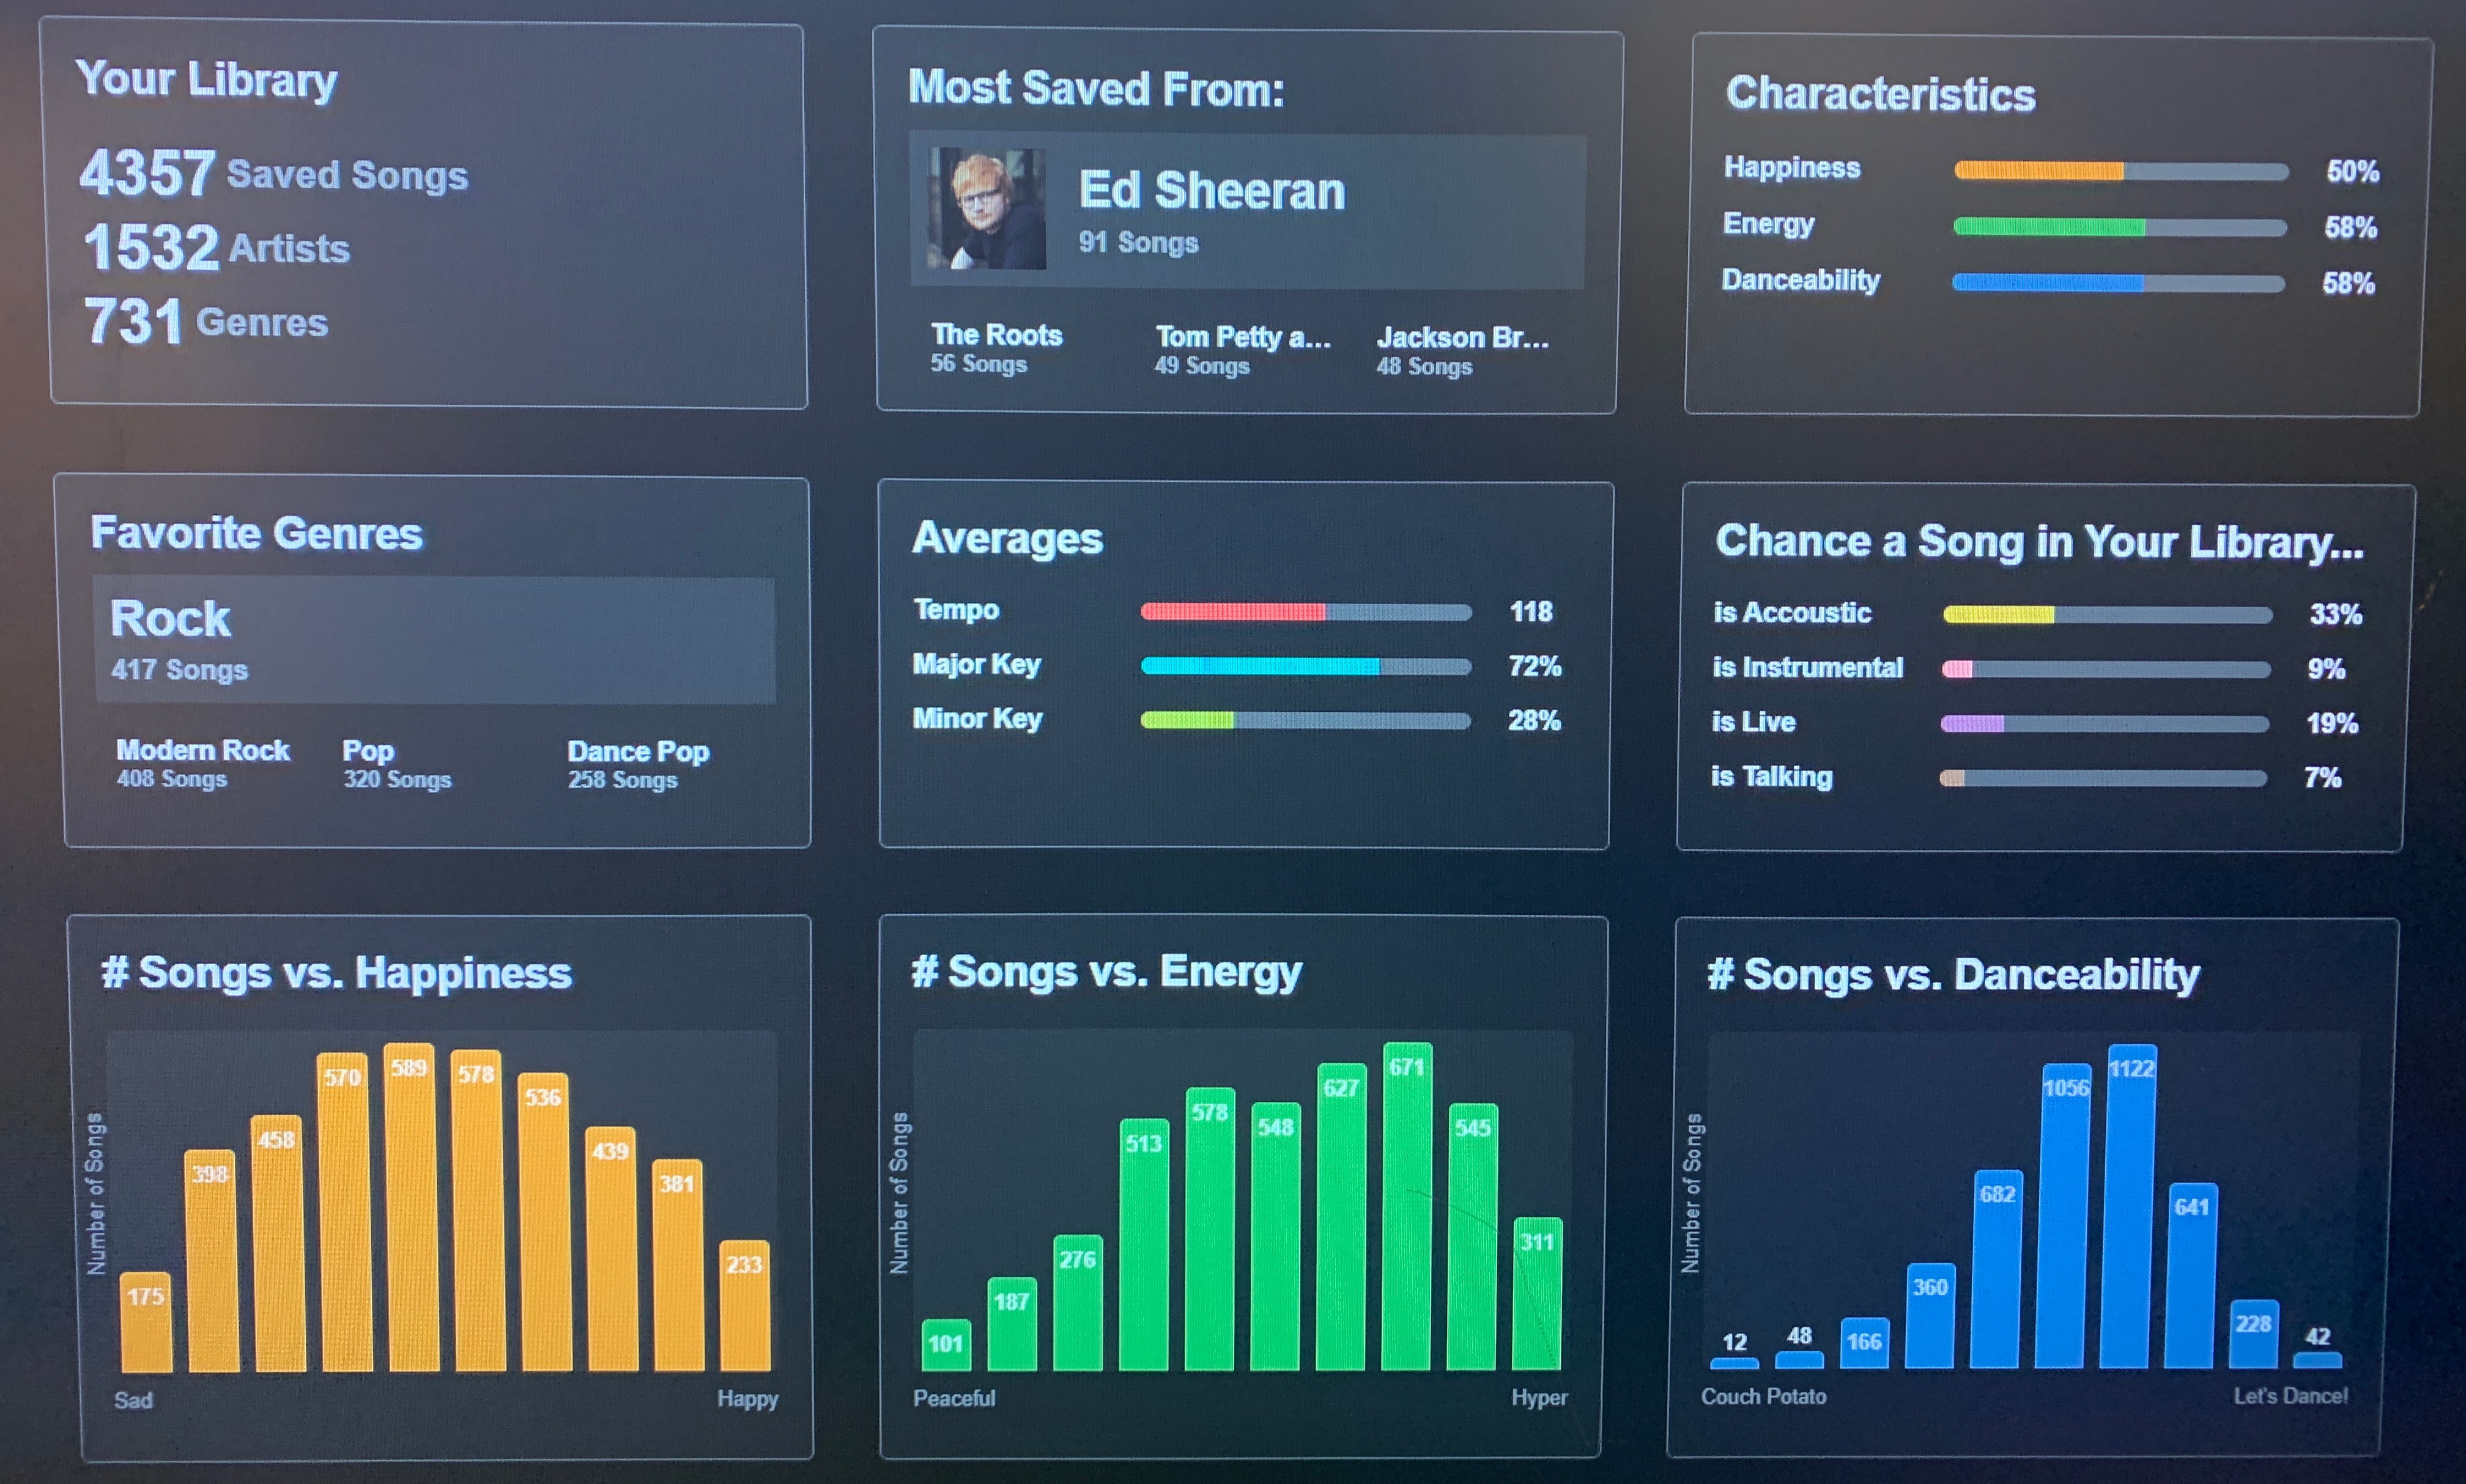 Your Library
4357 Saved Songs
1532 Artists
731 Genres
Most Saved From:
Ed Sheeran
91 Songs
The Roots
56 Songs
Tom Petty a...
49 Songs
Jackson Br...
48 Songs
Characteristics
Happiness 50%
Energy 58%
Danceability 58%
Favorite Genres
Rock
417 Songs
Modern Rock
408 Songs
Pop
320 Songs
Dance Pop
258 Songs
Averages
Tempo 118
Major Key 72%
Minor Key 28%
Chance a Song in Your Library...
is Accoustic 33%
is Instrumental 9%
is Live 19%
is Talking 7%
# Songs vs. Happiness
Number of Songs
175 398 458 570 589 578 536 439 381 233
Sad Happy
# Songs vs. Energy
Number of Songs
101 187 276 513 578 548 627 671 545 311
Peaceful Hyper
# Songs vs. Danceability
Number of Songs
12 48 166 360 682 1056 1122 641 228 42
Couch Potato Let's Dance!